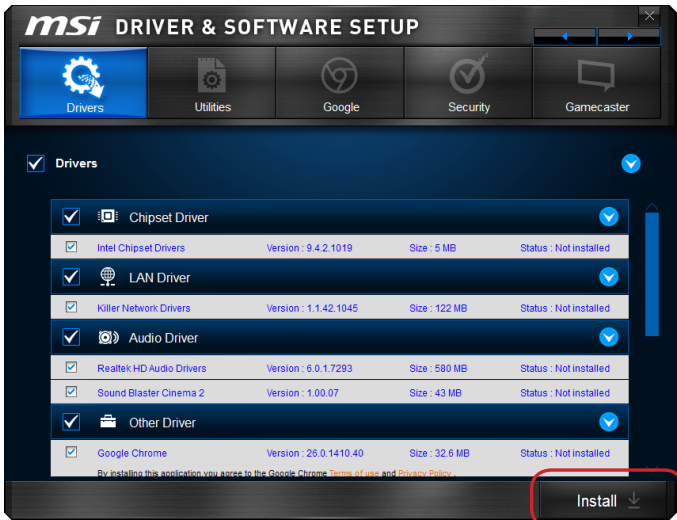 msi DRIVER & SOFTWARE SETUP
Drivers Utilities Google Security Gamecaster
Drivers
Chipset Driver
Intel Chipset Drivers Version : 9.4.2.1019 Size : 5 MB Status : Not installed
LAN Driver
Killer Network Drivers Version : 1.1.42.1045 Size : 122 MB Status : Not installed
Audio Driver
Realtek HD Audio Drivers Version : 6.0.1.7293 Size : 580 MB Status : Not installed
Sound Blaster Cinema 2 Version : 1.00.07 Size : 43 MB Status : Not installed
Other Driver
Google Chrome Version : 26.0.1410.40 Size : 32.6 MB Status : Not installed
By installing this application,you agree to the Google Chrome Terms of use and Privacy Policy .
Install